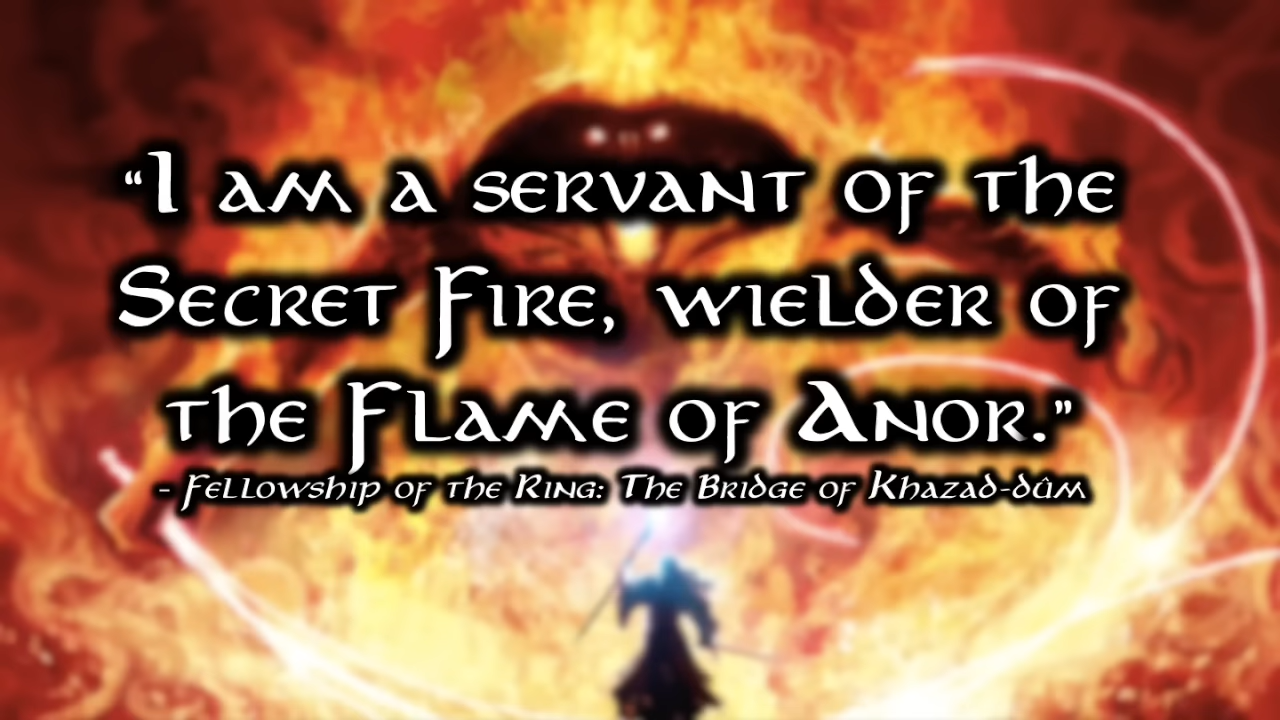 “I am a servant of the
Secret Fire, wielder of
the Flame of Anor.”
- Fellowship of the Ring: The Bridge of Khazad-dûm